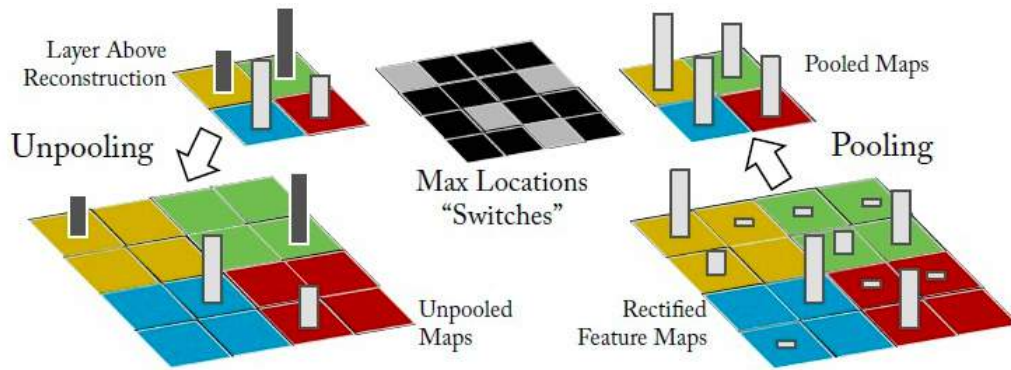 Layer Above
Reconstruction
Pooled Maps
Unpooling
Max Locations
“Switches”
Pooling
Unpooled
Maps
Rectified
Feature Maps